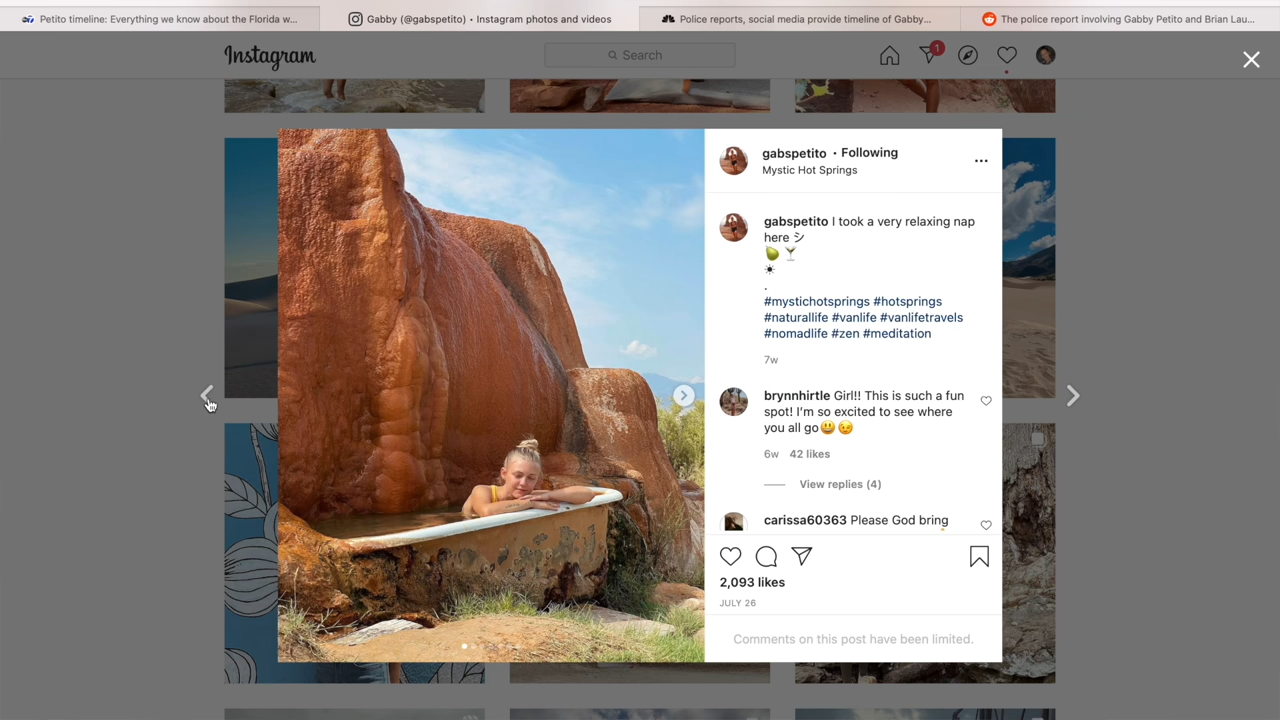 Petito timeline: Everything we know about the Florida w...
Gabby (@gabspetito) • Instagram photos and videos
Police reports, social media provide timeline of Gabby...
The police report involving Gabby Petito and Brian Lau...
Instagram
Search
1
gabspetito • Following
Mystic Hot Springs
gabspetito I took a very relaxing nap
here シ
🍐🍸
☀
.
#mystichotsprings #hotsprings
#naturallife #vanlife #vanlifetravels
#nomadlife #zen #meditation
7w
brynnhirtle Girl!! This is such a fun
spot! I'm so excited to see where
you all go😃😉
6w 42 likes
View replies (4)
carissa60363 Please God bring
2,093 likes
JULY 26
Comments on this post have been limited.